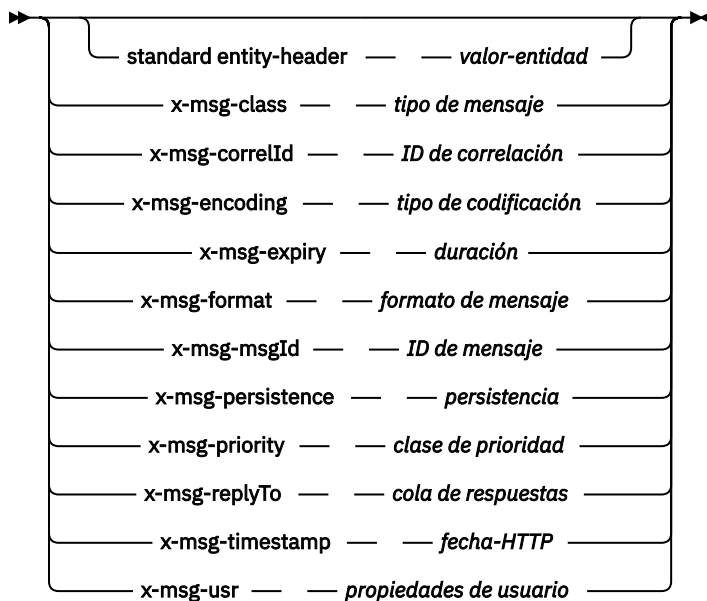 standard entity-header — — valor-entidad
x-msg-class — — tipo de mensaje
x-msg-correlId — — ID de correlación
x-msg-encoding — — tipo de codificación
x-msg-expiry — — duración
x-msg-format — — formato de mensaje
x-msg-msgId — — ID de mensaje
x-msg-persistence — — persistencia
x-msg-priority — — clase de prioridad
x-msg-replyTo — — cola de respuestas
x-msg-timestamp — — fecha-HTTP
x-msg-usr — — propiedades de usuario